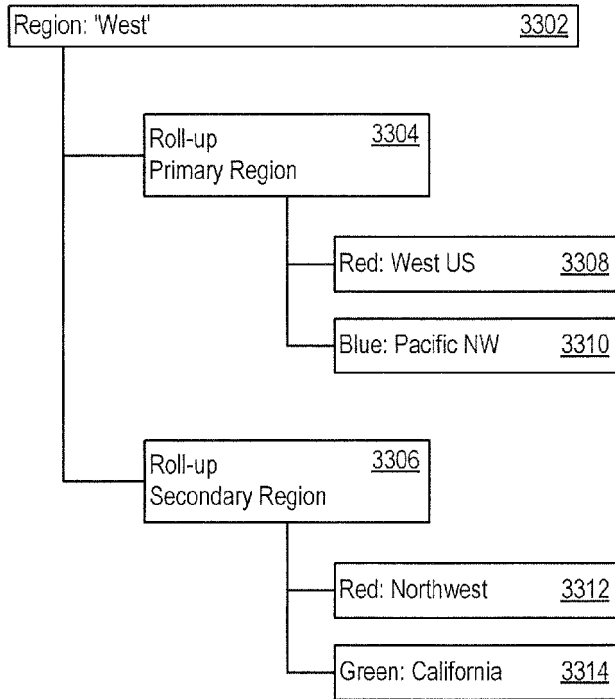 Region: 'West' 3302
Roll-up 3304
Primary Region
Red: West US 3308
Blue: Pacific NW 3310
Roll-up 3306
Secondary Region
Red: Northwest 3312
Green: California 3314